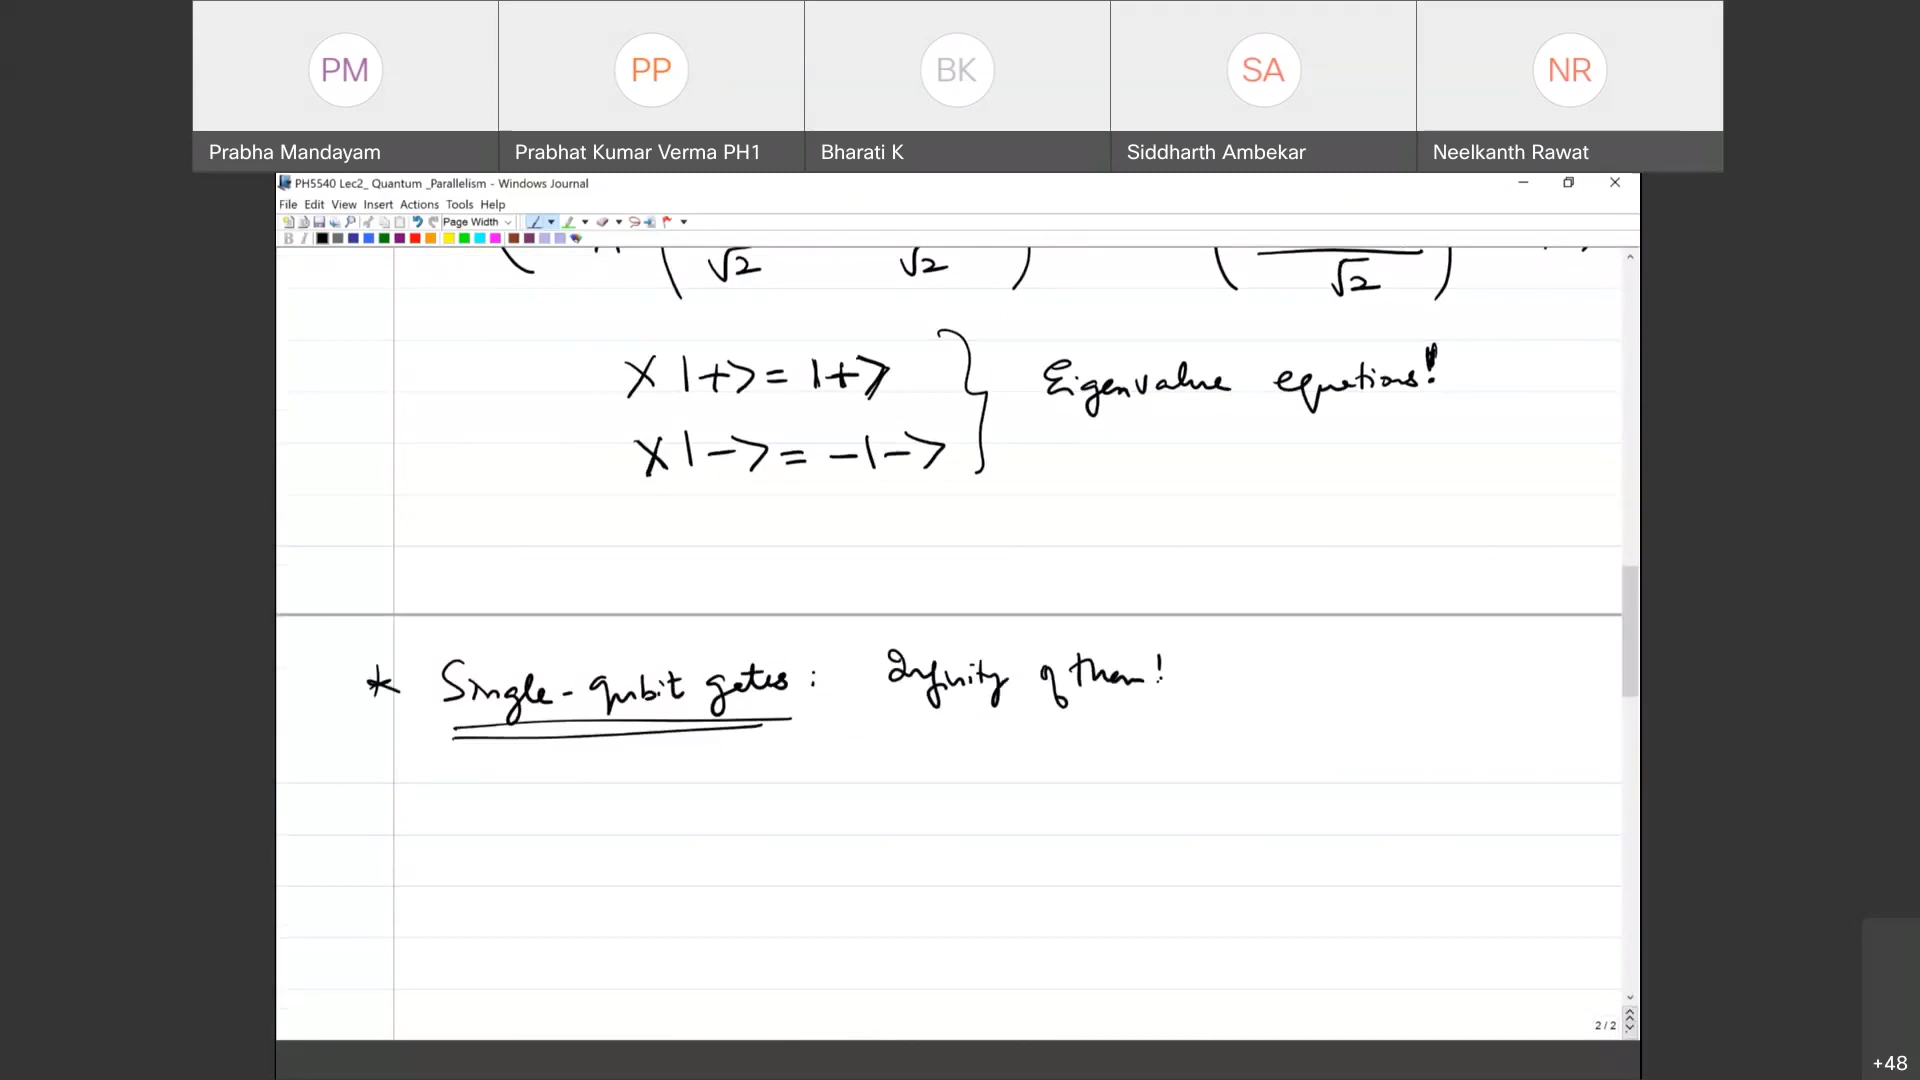 PM PP BK SA NR
Prabha Mandayam Prabhat Kumar Verma PH1 Bharati K Siddharth Ambekar Neelkanth Rawat
PH5540 Lec2_ Quantum _Parallelism - Windows Journal
File Edit View Insert Actions Tools Help
Page Width
B I
√2 √2 √2
X |+> = |+>
Eigenvalue equations!
X |-> = -|->
* Single-qubit gates : Infinity of them!
2 / 2
+48